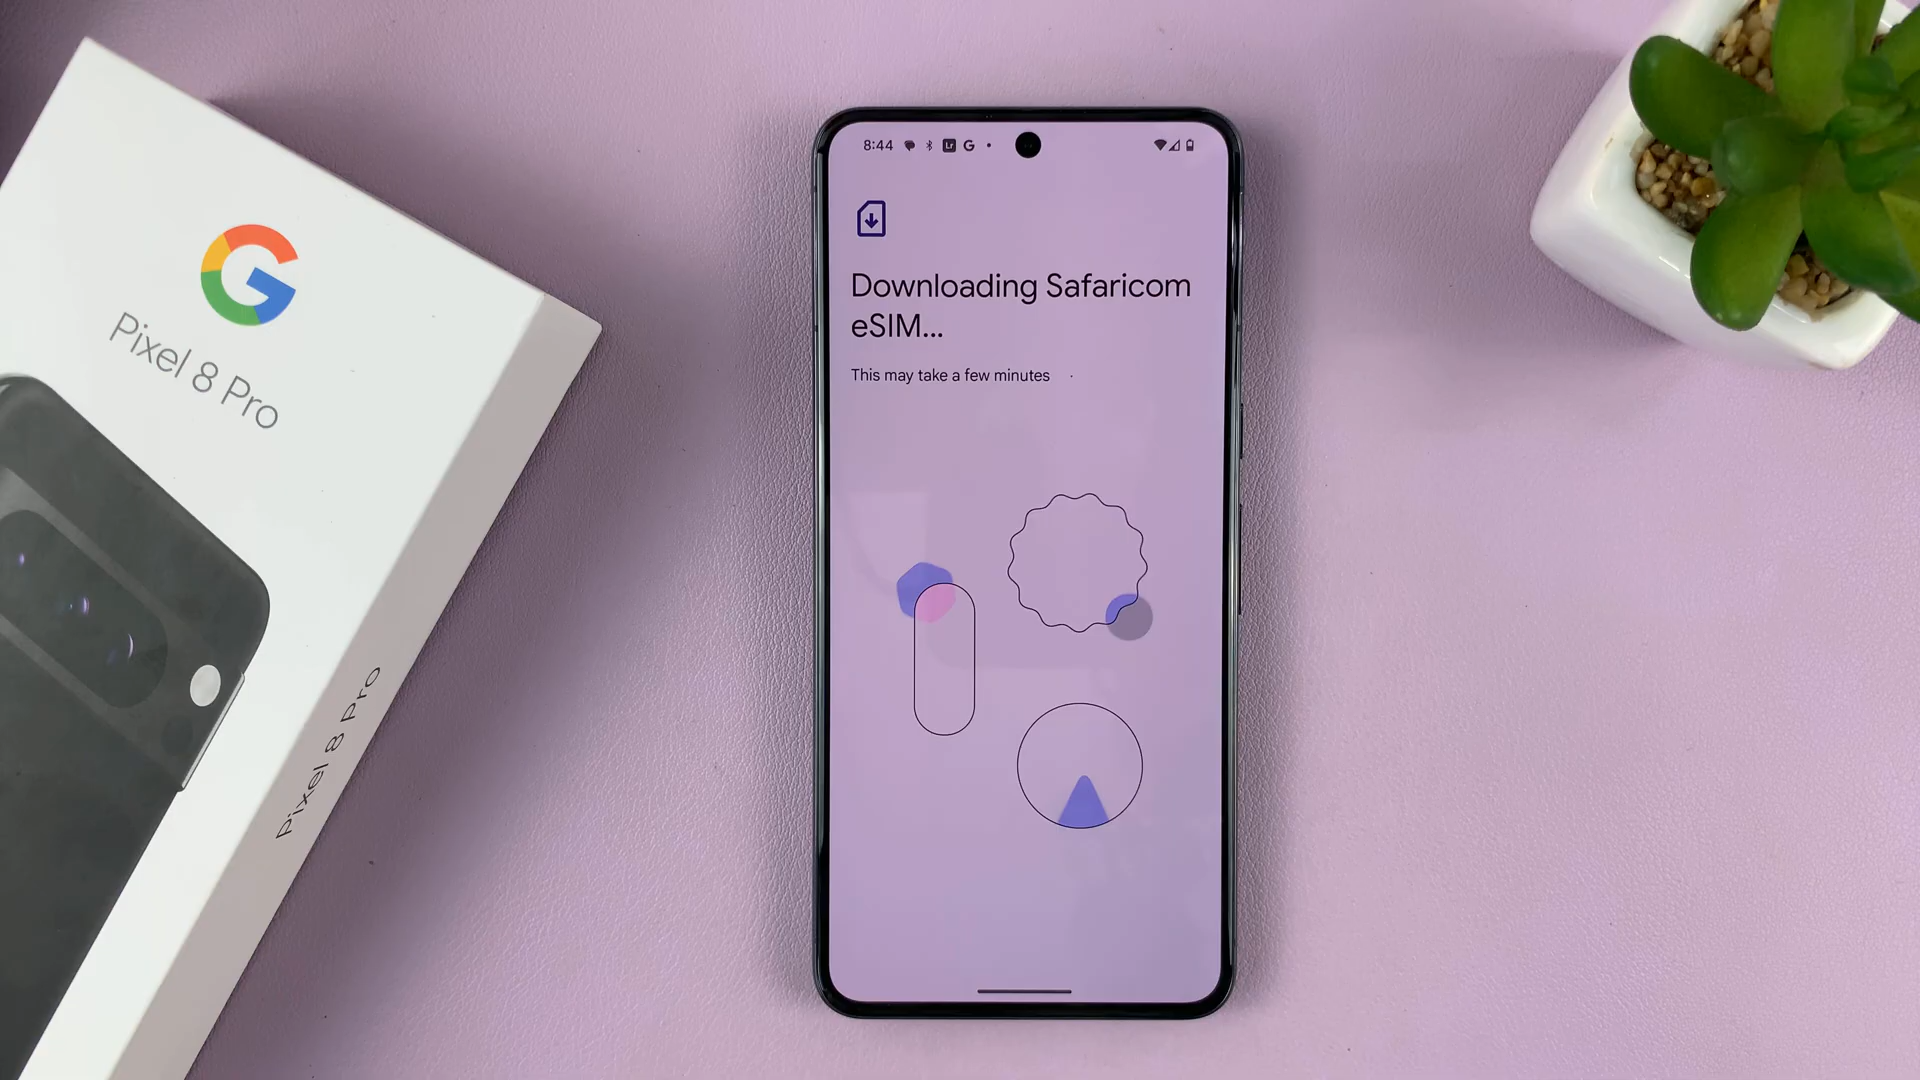 Pixel 8 Pro
Pixel 8 Pro
8:44
Downloading Safaricom
eSIM...
This may take a few minutes